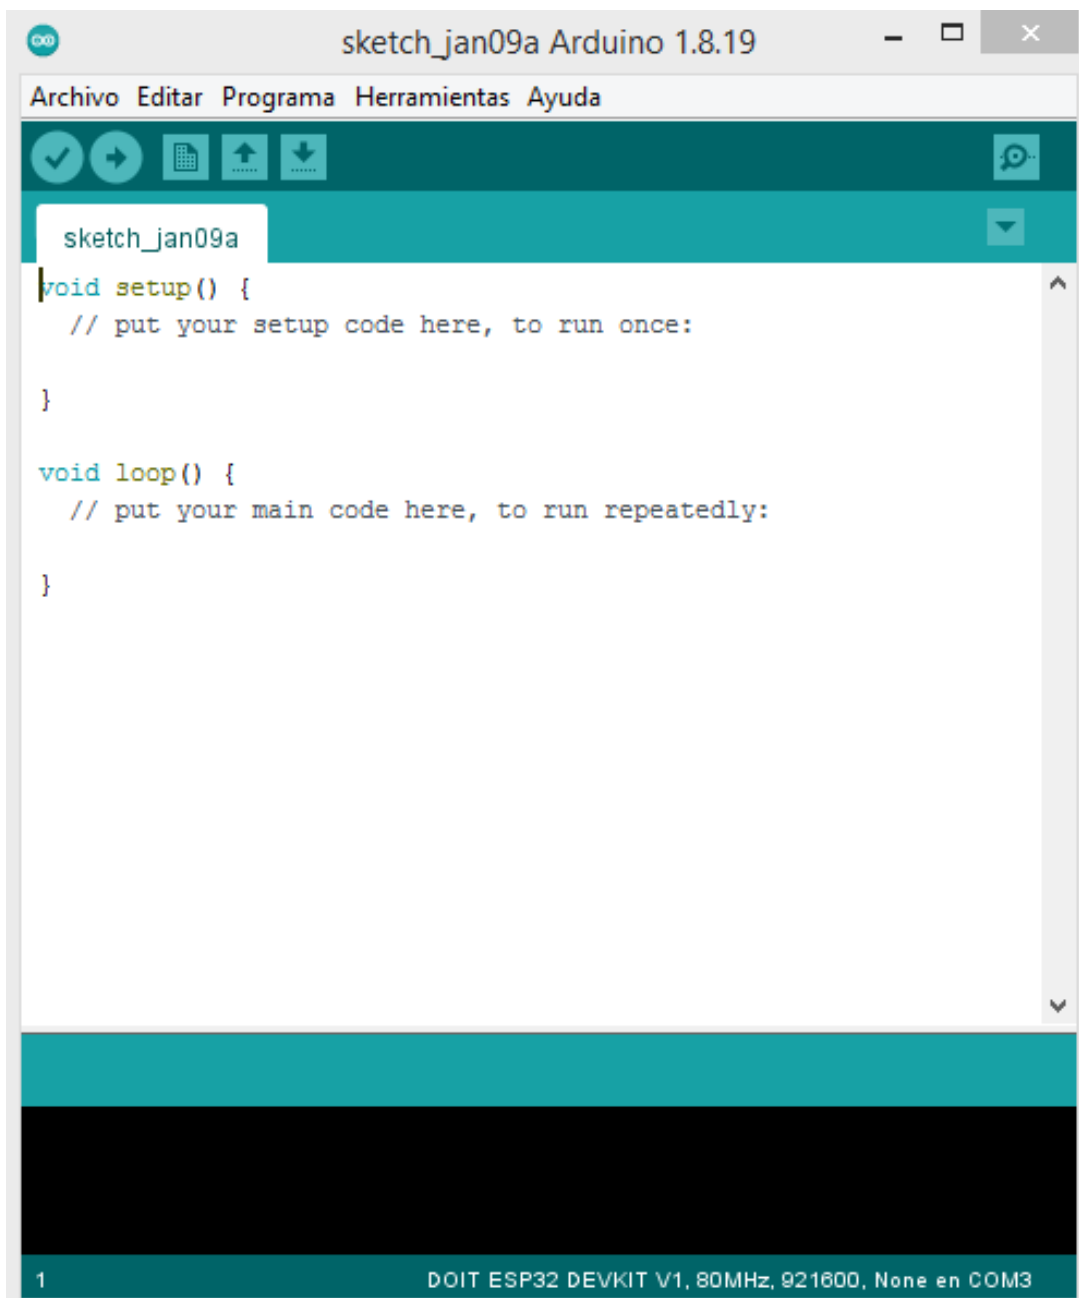 sketch_jan09a Arduino 1.8.19
Archivo Editar Programa Herramientas Ayuda
sketch_jan09a
void setup() {
  // put your setup code here, to run once:
}
void loop() {
  // put your main code here, to run repeatedly:
}
1 DOIT ESP32 DEVKIT V1, 80MHz, 921600, None en COM3